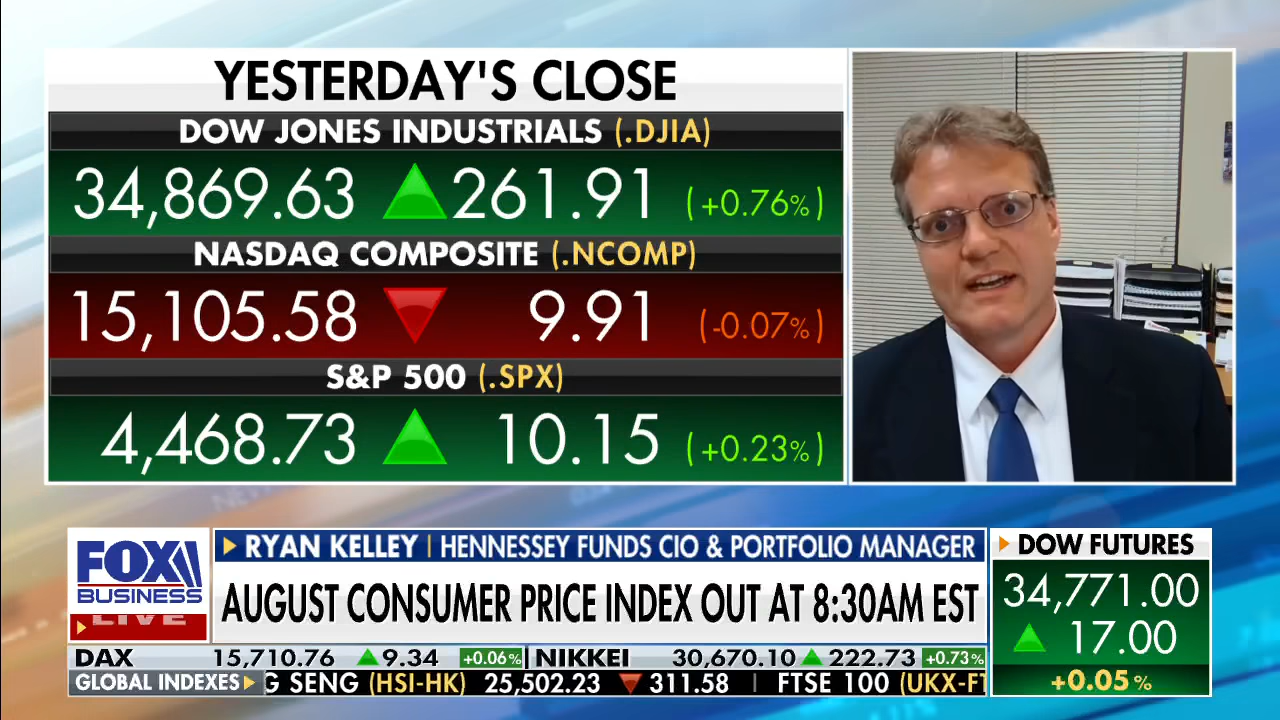 YESTERDAY'S CLOSE
DOW JONES INDUSTRIALS (.DJIA)
34,869.63 261.91 (+0.76%)
NASDAQ COMPOSITE (.NCOMP)
15,105.58 9.91 (-0.07%)
S&P 500 (.SPX)
4,468.73 10.15 (+0.23%)
FOX BUSINESS
LIVE
RYAN KELLEY | HENNESSEY FUNDS CIO & PORTFOLIO MANAGER
AUGUST CONSUMER PRICE INDEX OUT AT 8:30AM EST
DOW FUTURES
34,771.00
17.00
+0.05%
DAX 15,710.76 9.34 +0.06% NIKKEI 30,670.10 222.73 +0.73%
GLOBAL INDEXES G SENG (HSI-HK) 25,502.23 311.58 | FTSE 100 (UKX-FT